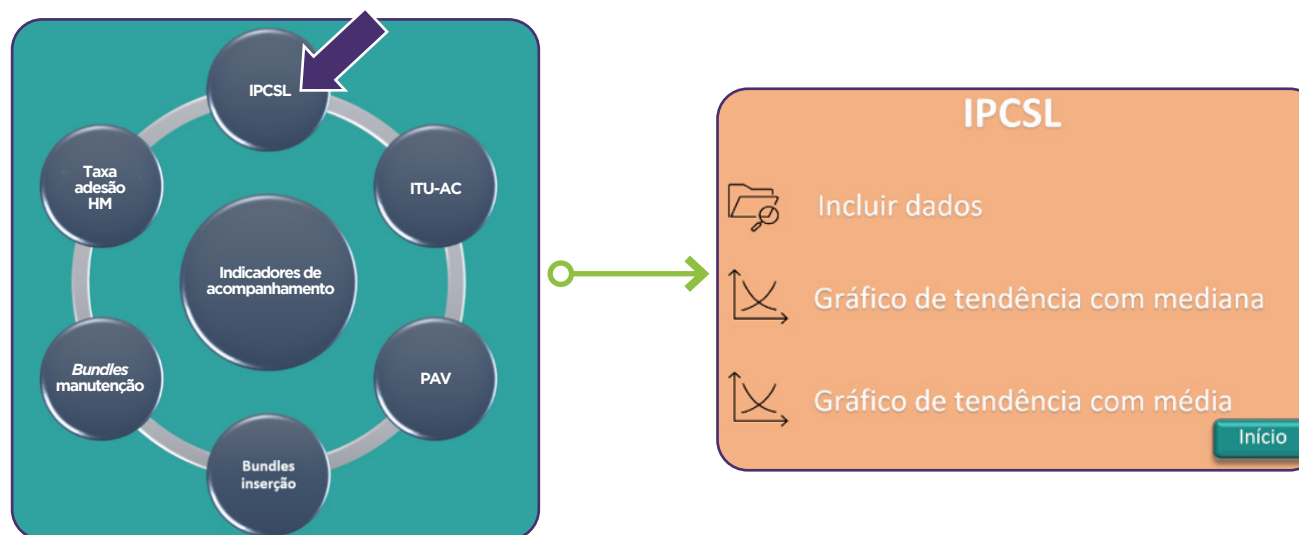 IPCSL
Taxa
adesão
HM
ITU-AC
Indicadores de
acompanhamento
Bundles
manutenção
PAV
Bundles
inserção
IPCSL
Incluir dados
Gráfico de tendência com mediana
Gráfico de tendência com média
Início